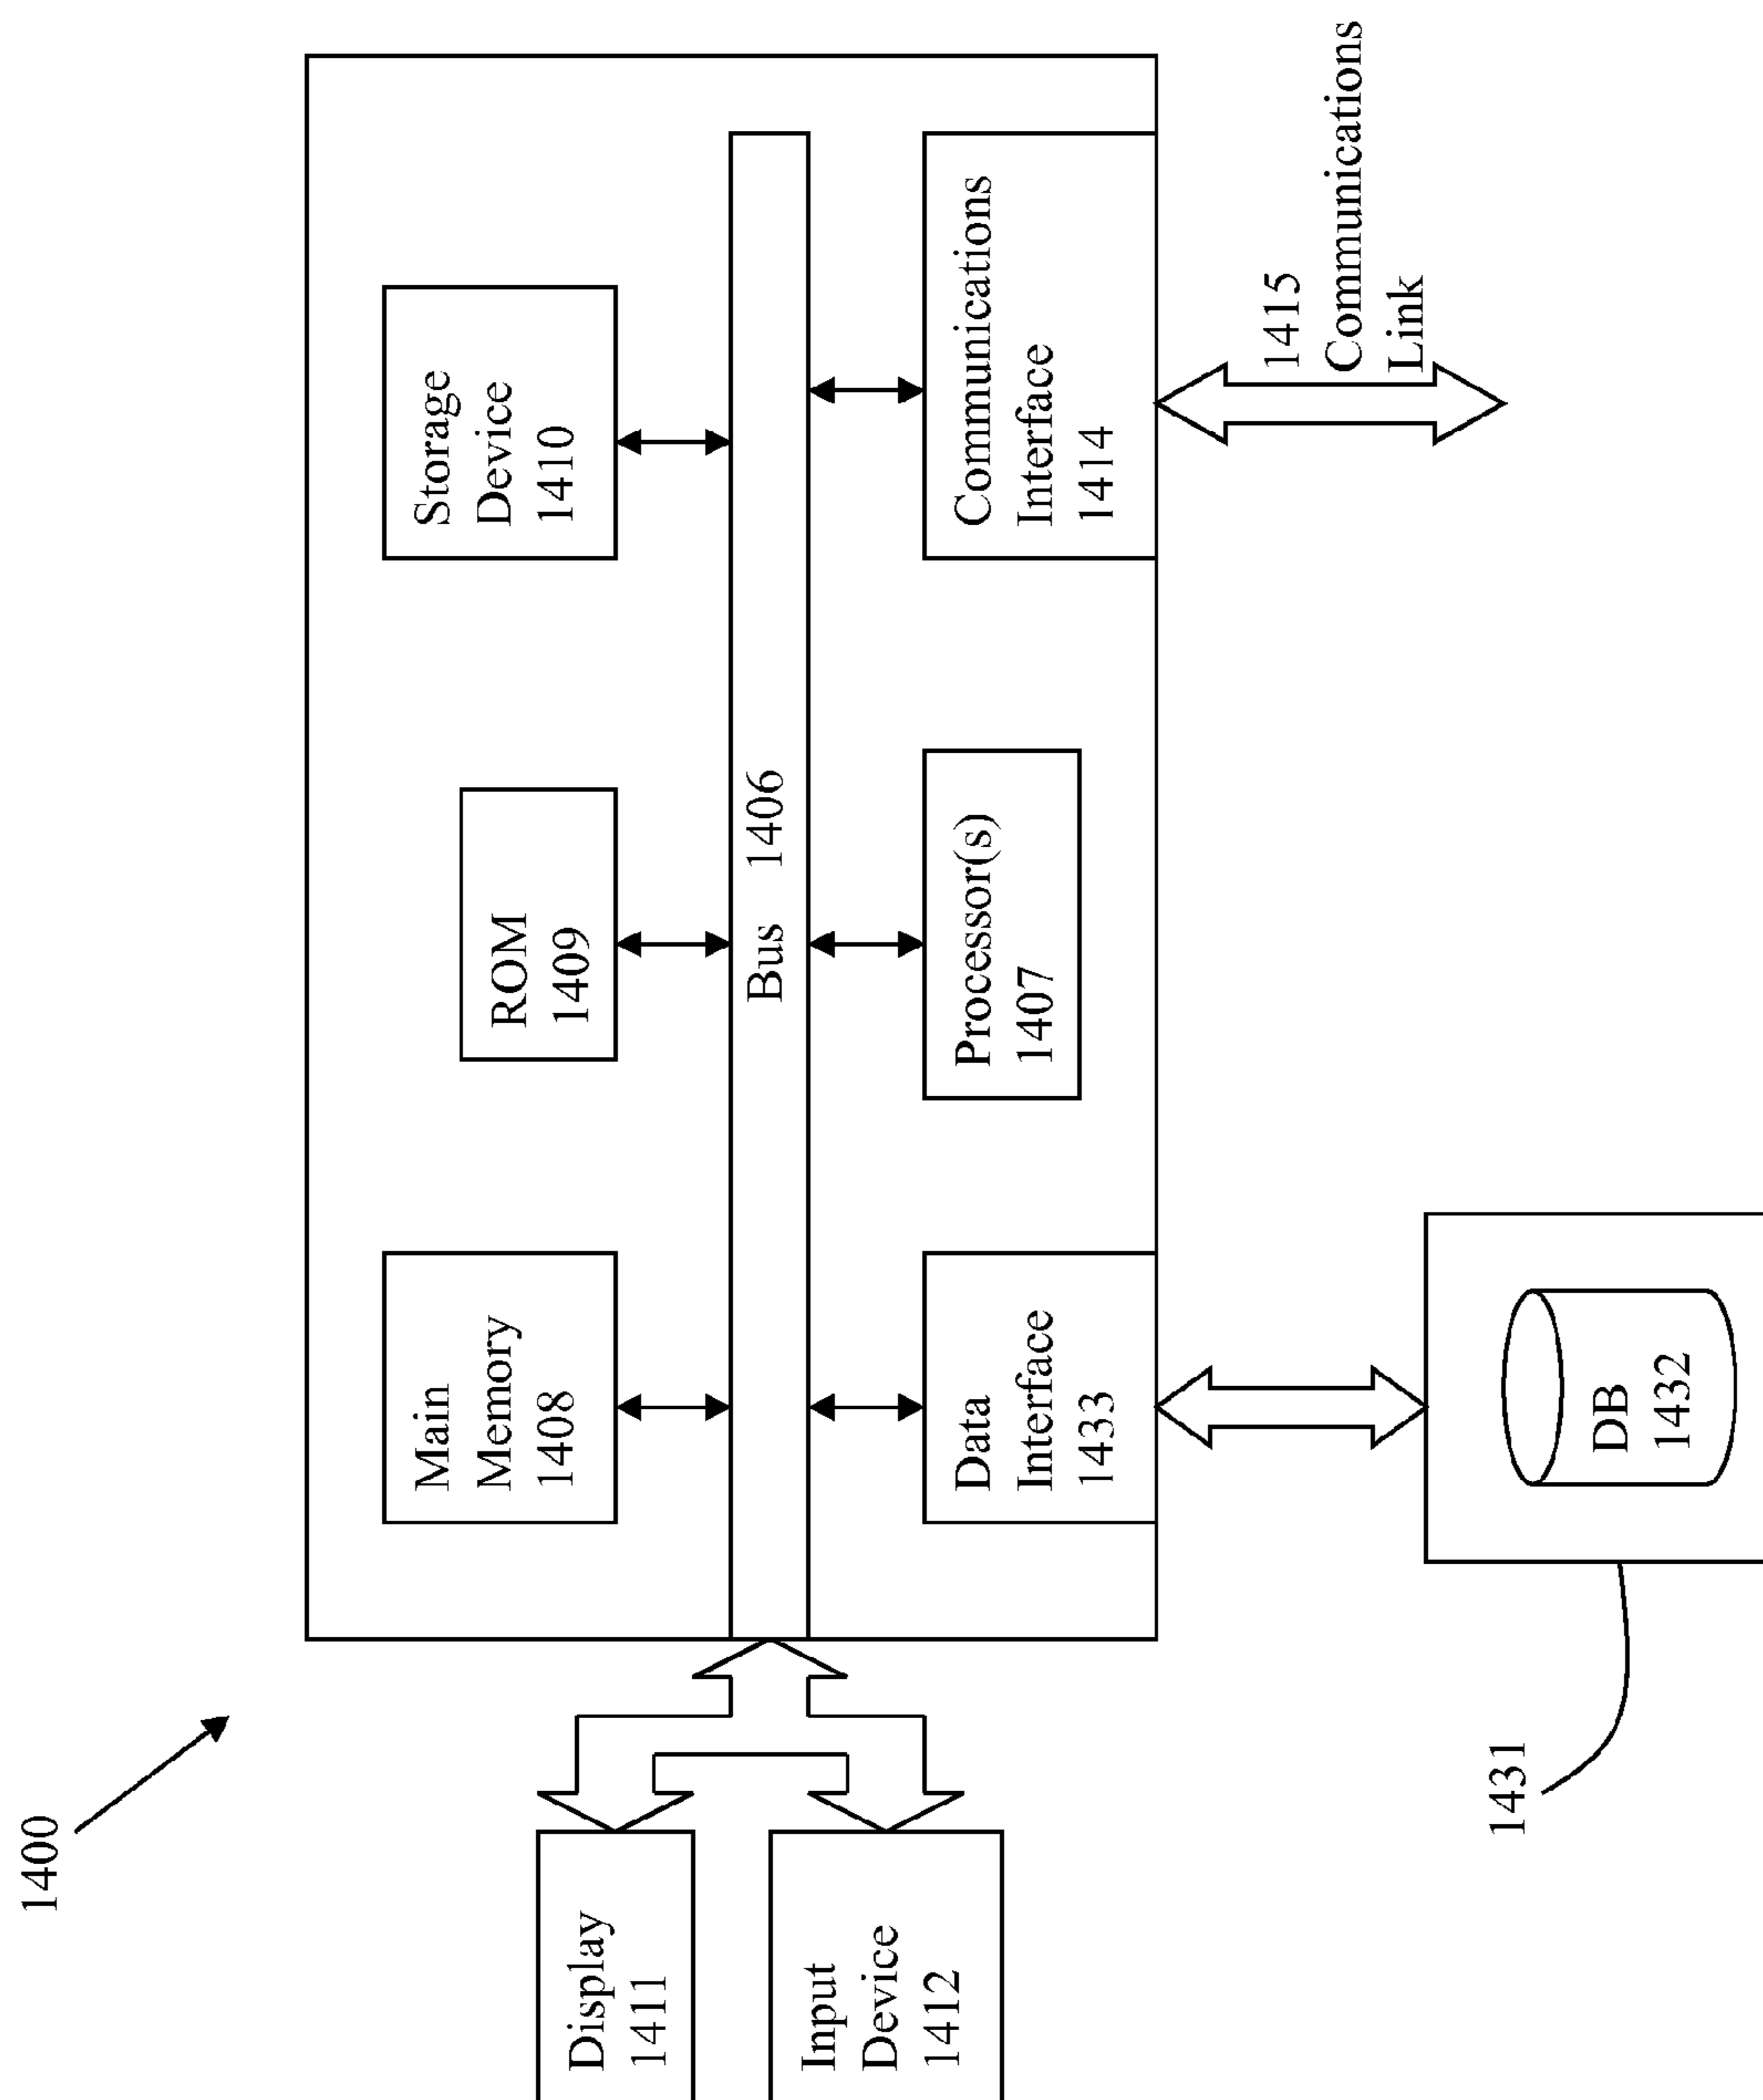 1400
Main
Memory
1408
ROM
1409
Storage
Device
1410
Display
1411
Bus 1406
Input
Device
1412
Data
Interface
1433
Processor(s)
1407
Communications
Interface
1414
1415
Communications
Link
1431
DB
1432